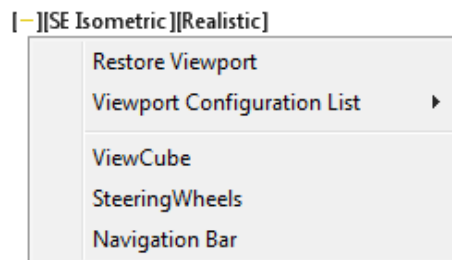 [−][SE Isometric][Realistic]
Restore Viewport
Viewport Configuration List
ViewCube
SteeringWheels
Navigation Bar